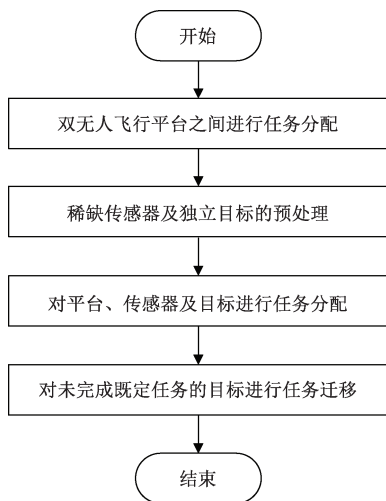 开始
双无人飞行平台之间进行任务分配
稀缺传感器及独立目标的预处理
对平台、传感器及目标进行任务分配
对未完成既定任务的目标进行任务迁移
结束